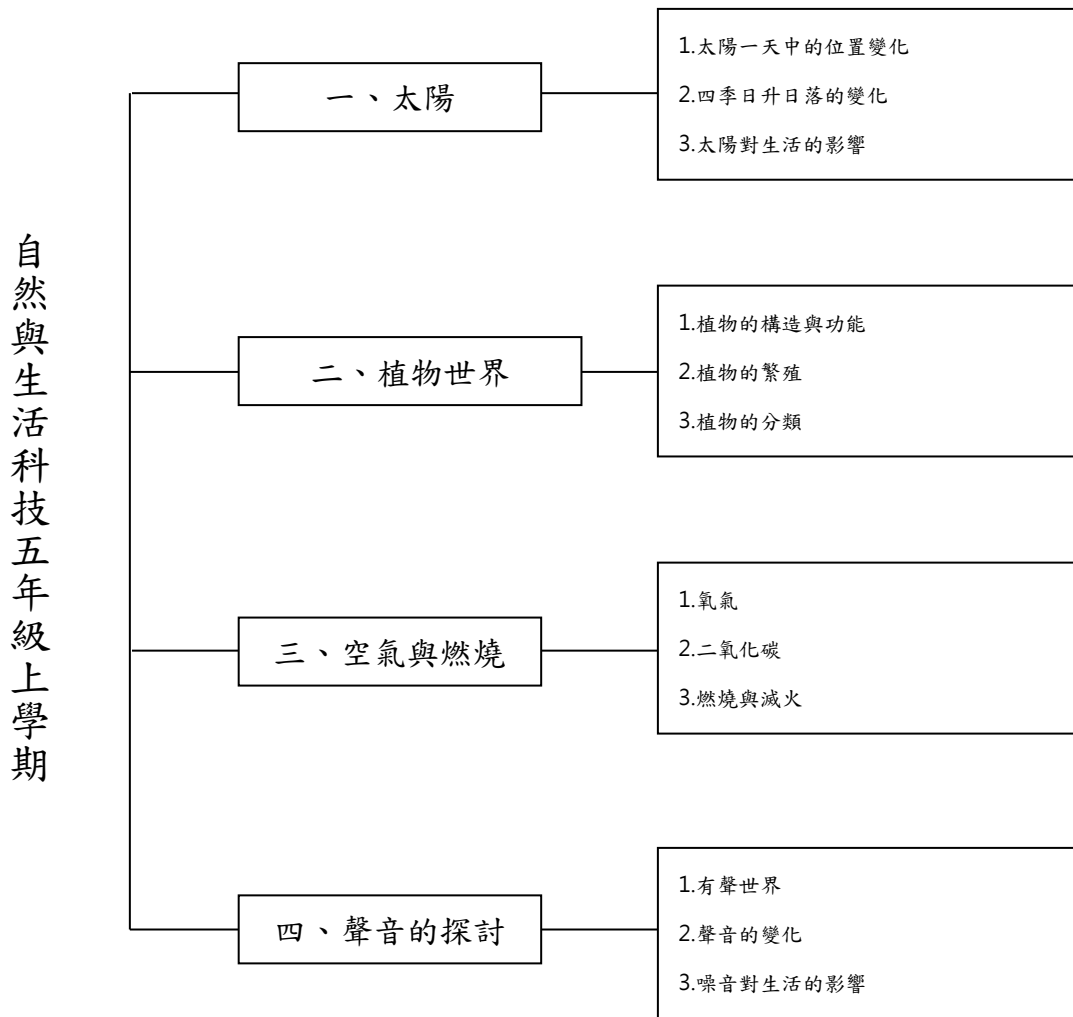 自然與生活科技五年級上學期
一、太陽
1.太陽一天中的位置變化
2.四季日升日落的變化
3.太陽對生活的影響
二、植物世界
1.植物的構造與功能
2.植物的繁殖
3.植物的分類
三、空氣與燃燒
1.氧氣
2.二氧化碳
3.燃燒與滅火
四、聲音的探討
1.有聲世界
2.聲音的變化
3.噪音對生活的影響